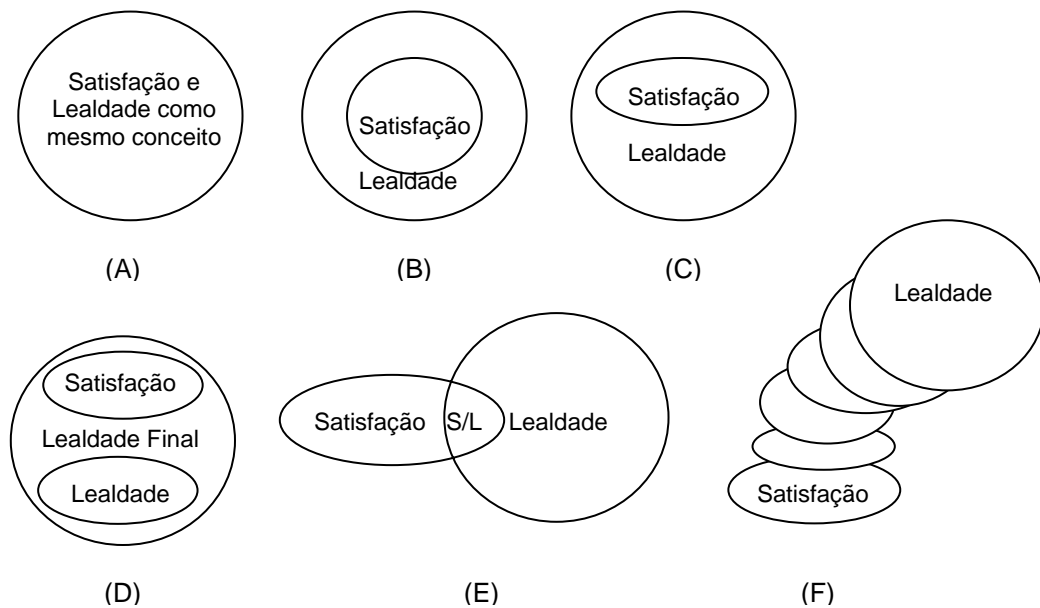 Satisfação e
Lealdade como
mesmo conceito
(A)
Satisfação
Lealdade
(B)
Satisfação
Lealdade
(C)
Satisfação
Lealdade Final
Lealdade
(D)
Satisfação S/L Lealdade
(E)
Lealdade
Satisfação
(F)